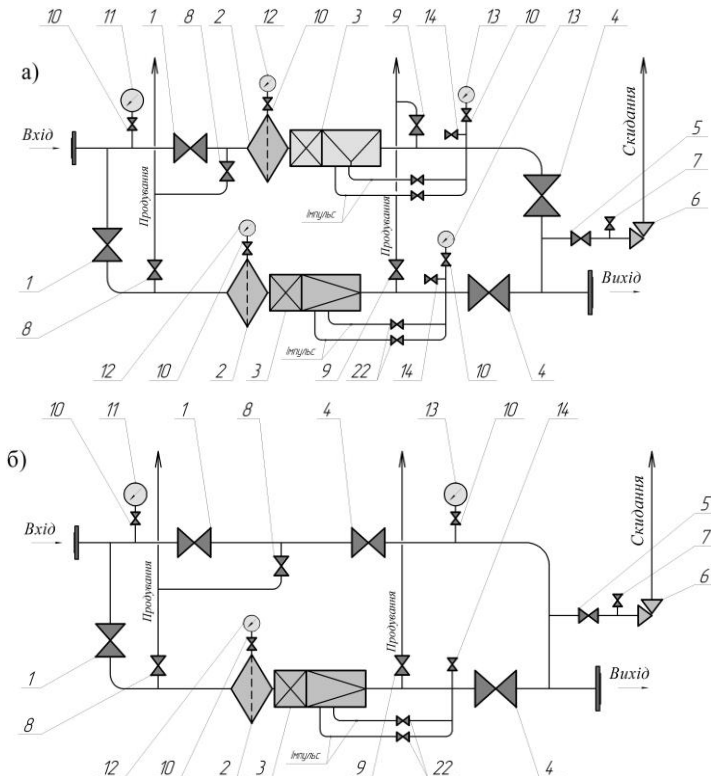 10 11 1 8 2 12 10 3 9 14 13 10 13 4
а)
Вхід
Продування
Імпульс
Продування
Скидання
5
7
6
Вихід
1
8
12 10 2 3 9 22 14 10 4
10 11 1 8 4 13 10 14
б)
Вхід
Продування
Імпульс
Продування
Скидання
5
7
6
Вихід
1
8
12 10 2 3 9 22 4